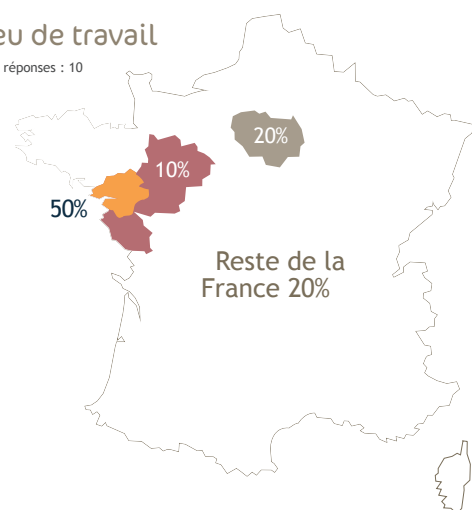 eu de travail
réponses : 10
20%
10%
50%
Reste de la
France 20%